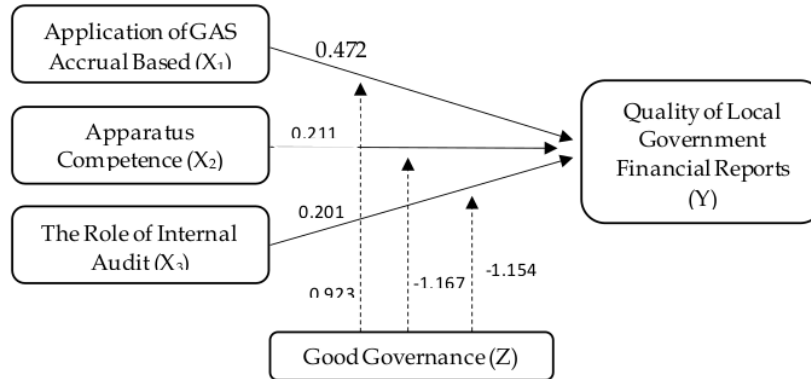 Application of GAS
Accrual Based (X₁)
0.472
Apparatus
Competence (X₂)
0.211
Quality of Local
Government
Financial Reports
(Y)
The Role of Internal
Audit (X₃)
0.201
0.923
-1.167
-1.154
Good Governance (Z)